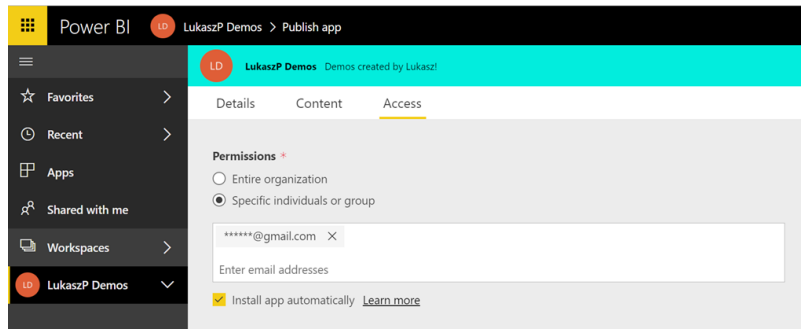 Power BI LD LukaszP Demos > Publish app
LD LukaszP Demos Demos created by Lukasz!
Details Content Access
Favorites
Recent
Apps
Shared with me
Workspaces
LD LukaszP Demos
Permissions *
Entire organization
Specific individuals or group
******@gmail.com
Enter email addresses
Install app automatically Learn more